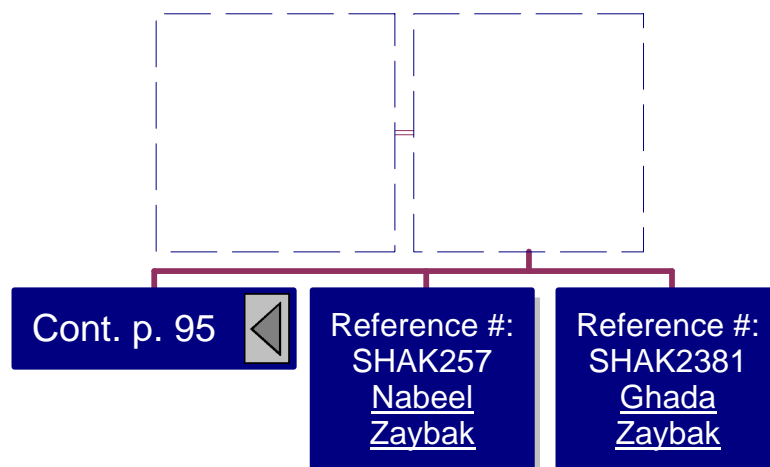 Cont. p. 95
Reference #:
SHAK257
Nabeel
Zaybak
Reference #:
SHAK2381
Ghada
Zaybak